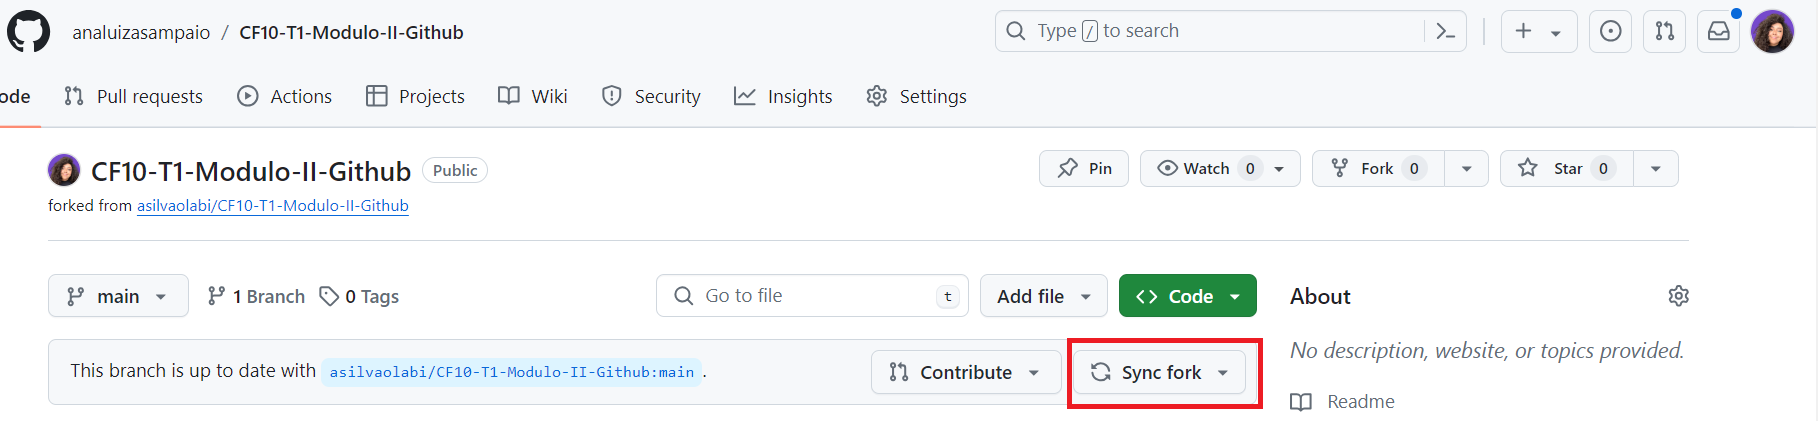 analuizasampaio / CF10-T1-Modulo-II-Github
Type / to search
ode Pull requests Actions Projects Wiki Security Insights Settings
CF10-T1-Modulo-II-Github Public
forked from asilvaolabi/CF10-T1-Modulo-II-Github
Pin Watch 0 Fork 0 Star 0
main 1 Branch 0 Tags Go to file t Add file <> Code
About
No description, website, or topics provided.
This branch is up to date with asilvaolabi/CF10-T1-Modulo-II-Github:main .
Contribute Sync fork
Readme